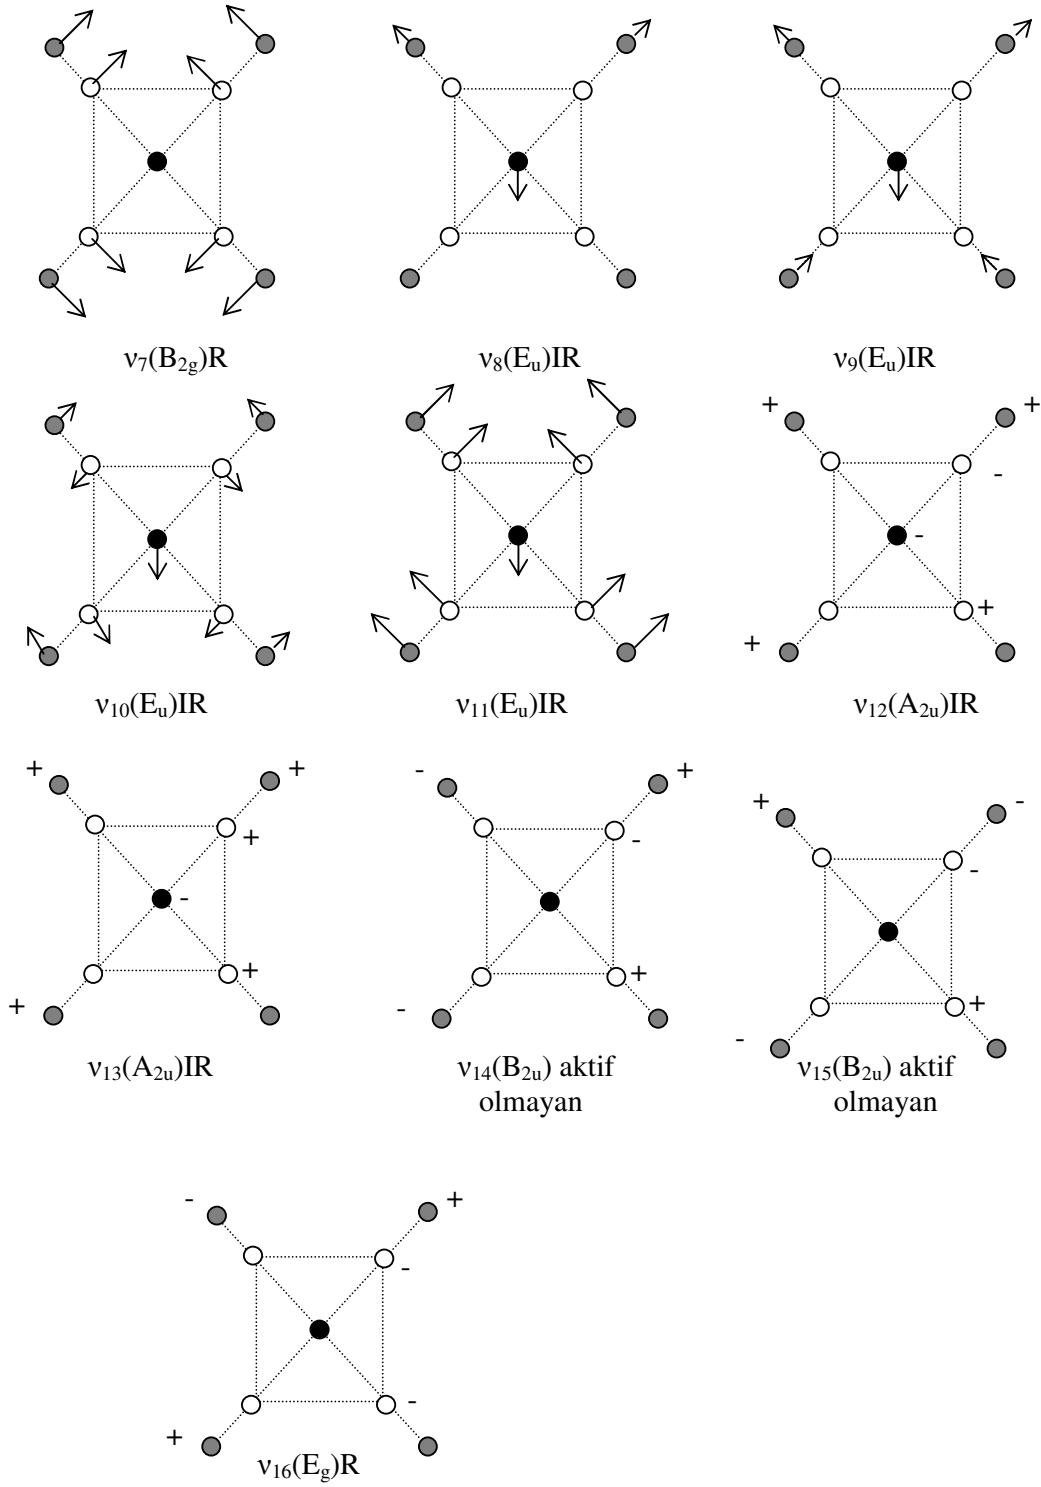 ν₇(B₂g)R
ν₈(Eᵤ)IR
ν₉(Eᵤ)IR
+ +
-
-
+
+
ν₁₀(Eᵤ)IR
ν₁₁(Eᵤ)IR
ν₁₂(A₂ᵤ)IR
+ +
+
-
+
+
ν₁₃(A₂ᵤ)IR
- +
-
+
-
ν₁₄(B₂ᵤ) aktif
olmayan
+ -
-
+
-
ν₁₅(B₂ᵤ) aktif
olmayan
- +
-
-
+
ν₁₆(E_g)R